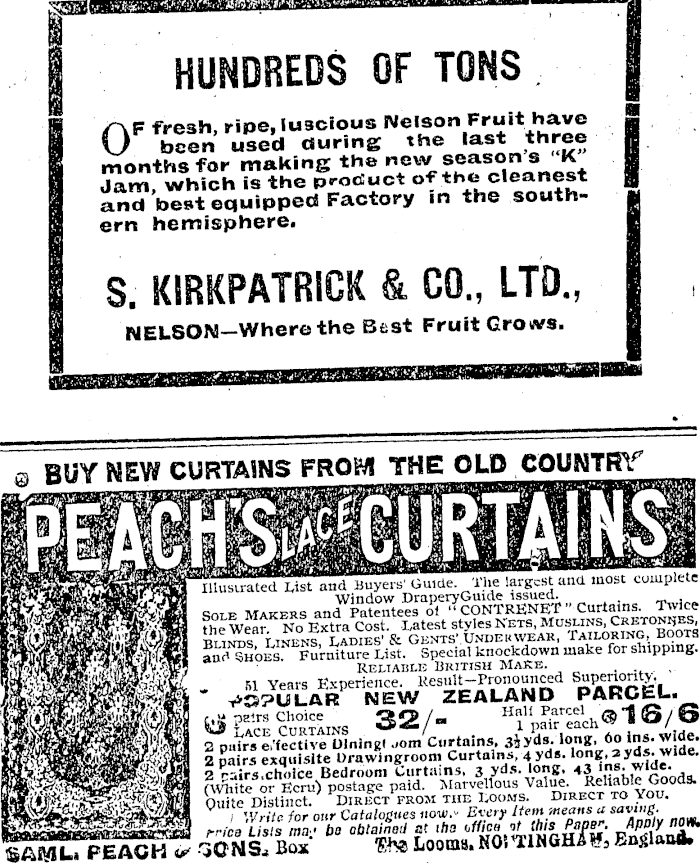 HUNDREDS OF TONS
OF fresh, ripe, luscious Nelson Fruit have
been used during the last three
months for making the new season's "K"
Jam, which is the product of the cleanest
and best equipped Factory in the south-
ern hemisphere.
S. KIRKPATRICK & CO., LTD.,
NELSON—Where the Best Fruit Grows.
BUY NEW CURTAINS FROM THE OLD COUNTRY
PEACH'S LACE CURTAINS
Illustrated List and Buyers' Guide. The largest and most complete
Window DraperyGuide issued.
SOLE MAKERS and Patentees of "CONTRENET" Curtains. Twice
the Wear. No Extra Cost. Latest styles NETS, MUSLINS, CRETONNES,
BLINDS, LINENS, LADIES' & GENTS' UNDERWEAR, TAILORING, BOOTS
and SHOES. Furniture List. Special knockdown make for shipping.
RELIABLE BRITISH MAKE.
51 Years Experience. Result—Pronounced Superiority.
POPULAR NEW ZEALAND PARCEL.
6 pairs Choice LACE CURTAINS 32/- Half Parcel 1 pair each 16/6
2 pairs effective Diningroom Curtains, 3½ yds. long, 60 ins. wide.
2 pairs exquisite Drawingroom Curtains, 4 yds. long, 2 yds. wide.
2 pairs choice Bedroom Curtains, 3 yds. long, 43 ins. wide.
(White or Ecru) postage paid. Marvellous Value. Reliable Goods.
Quite Distinct. DIRECT FROM THE LOOMS. DIRECT TO YOU.
Write for our Catalogues now. Every Item means a saving.
Price Lists may be obtained at the office of this Paper. Apply now.
SAML. PEACH & SONS, Box The Looms, NOTTINGHAM, England.